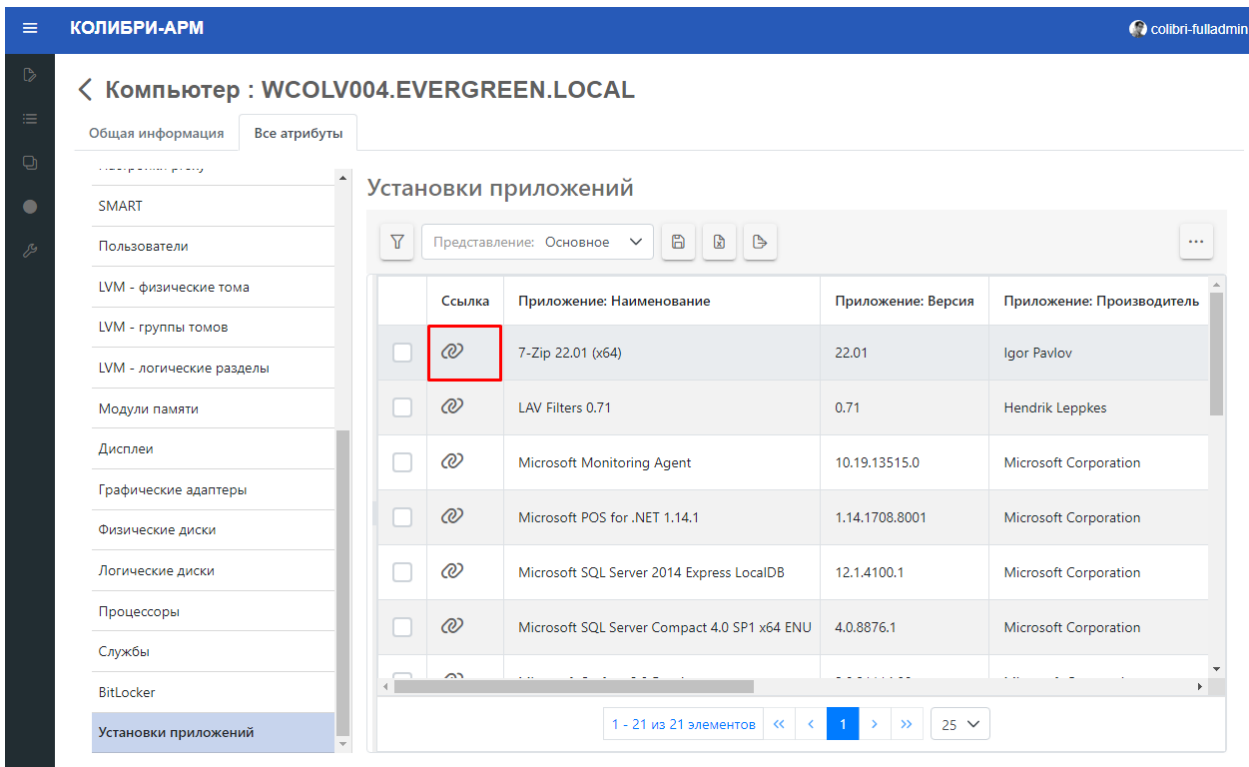 КОЛИБРИ-АРМ
colibri-fulladmin
Компьютер : WCOLV004.EVERGREEN.LOCAL
Общая информация
Все атрибуты
SMART
Пользователи
LVM - физические тома
LVM - группы томов
LVM - логические разделы
Модули памяти
Дисплеи
Графические адаптеры
Физические диски
Логические диски
Процессоры
Службы
BitLocker
Установки приложений
Установки приложений
Представление: Основное
Ссылка Приложение: Наименование Приложение: Версия Приложение: Производитель
7-Zip 22.01 (x64) 22.01 Igor Pavlov
LAV Filters 0.71 0.71 Hendrik Leppkes
Microsoft Monitoring Agent 10.19.13515.0 Microsoft Corporation
Microsoft POS for .NET 1.14.1 1.14.1708.8001 Microsoft Corporation
Microsoft SQL Server 2014 Express LocalDB 12.1.4100.1 Microsoft Corporation
Microsoft SQL Server Compact 4.0 SP1 x64 ENU 4.0.8876.1 Microsoft Corporation
1 - 21 из 21 элементов « ‹ 1 › » 25